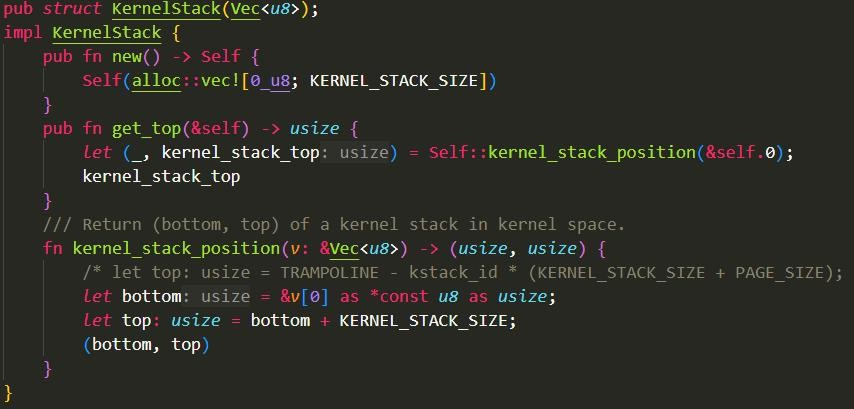 pub struct KernelStack(Vec<u8>);
impl KernelStack {
    pub fn new() -> Self {
        Self(alloc::vec![0_u8; KERNEL_STACK_SIZE])
    }
    pub fn get_top(&self) -> usize {
        let (_, kernel_stack_top: usize) = Self::kernel_stack_position(&self.0);
        kernel_stack_top
    }
    /// Return (bottom, top) of a kernel stack in kernel space.
    fn kernel_stack_position(v: &Vec<u8>) -> (usize, usize) {
        /* let top: usize = TRAMPOLINE - kstack_id * (KERNEL_STACK_SIZE + PAGE_SIZE);
        let bottom: usize = &v[0] as *const u8 as usize;
        let top: usize = bottom + KERNEL_STACK_SIZE;
        (bottom, top)
    }
}